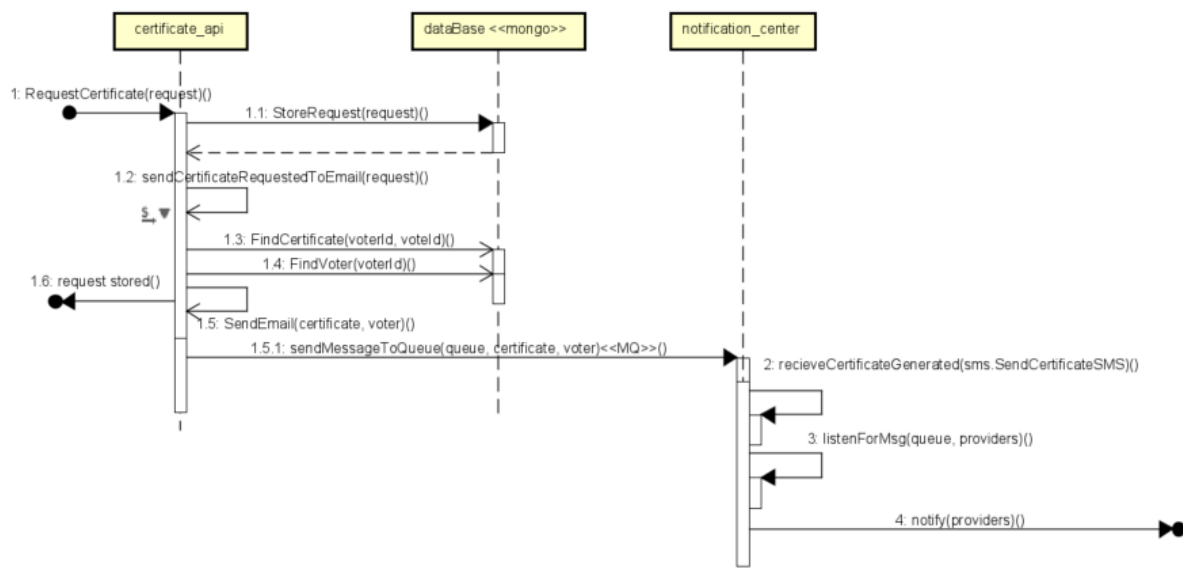 certificate_api
dataBase <<mongo>>
notification_center
1: RequestCertificate(request)()
1.1: StoreRequest(request)()
1.2: sendCertificateRequestedToEmail(request)()
1.3: FindCertificate(voterId, voteId)()
1.4: FindVoter(voterId)()
1.6: request stored()
1.5: SendEmail(certificate, voter)()
1.5.1: sendMessageToQueue(queue, certificate, voter)<<MQ>>()
2: recieveCertificateGenerated(sms.SendCertificateSMS)()
3: listenForMsg(queue, providers)()
4: notify(providers)()